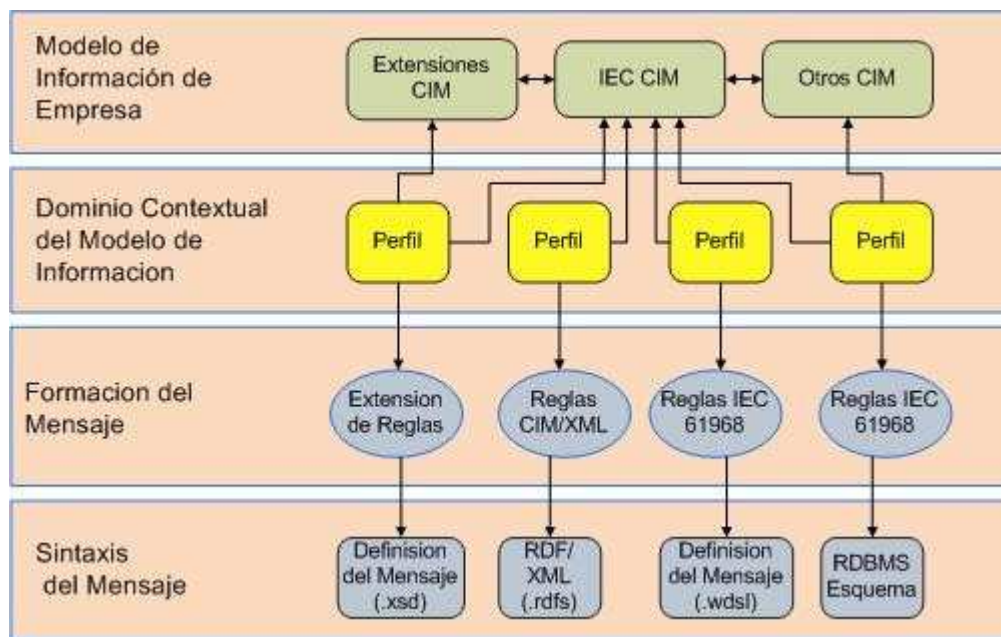 Modelo de
Información de
Empresa
Extensiones
CIM
IEC CIM
Otros CIM
Dominio Contextual
del Modelo de
Informacion
Perfil
Perfil
Perfil
Perfil
Formacion del
Mensaje
Extension
de Reglas
Reglas
CIM/XML
Reglas IEC
61968
Reglas IEC
61968
Sintaxis
del Mensaje
Definision
del Mensaje
(.xsd)
RDF/
XML
(.rdfs)
Definision
del Mensaje
(.wdsl)
RDBMS
Esquema